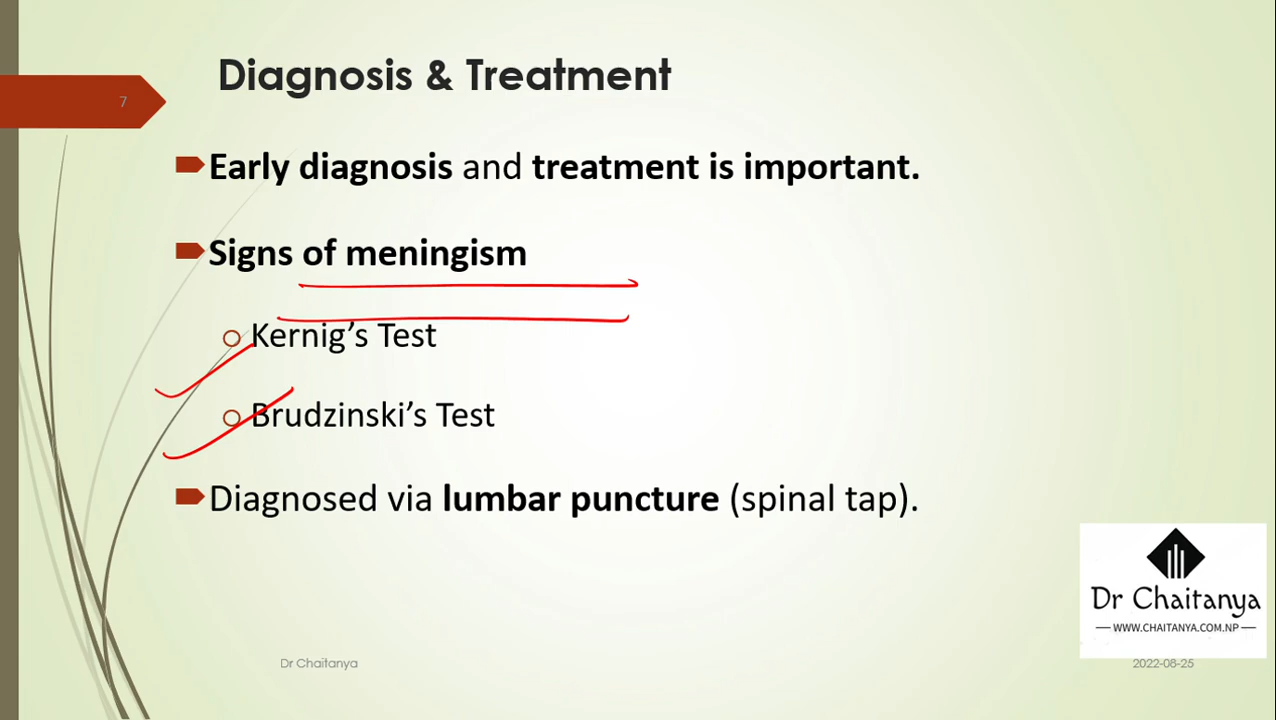 Diagnosis & Treatment
7
Early diagnosis and treatment is important.
Signs of meningism
Kernig’s Test
Brudzinski’s Test
Diagnosed via lumbar puncture (spinal tap).
Dr Chaitanya
WWW.CHAITANYA.COM.NP
Dr Chaitanya
2022-08-25